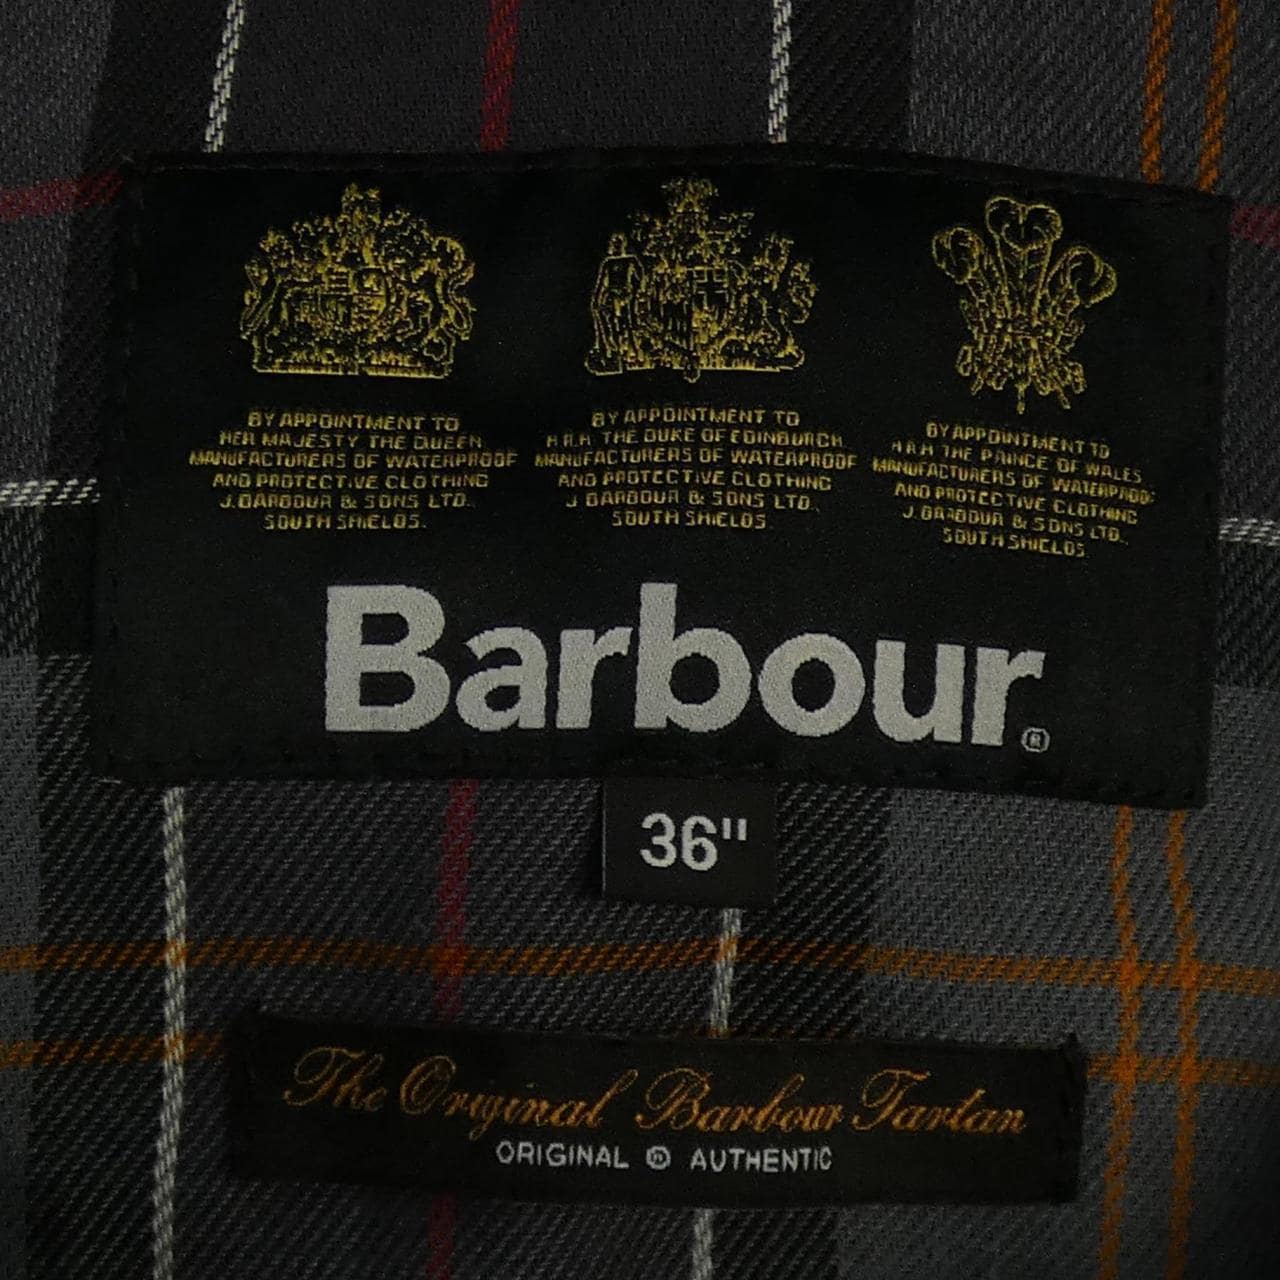 BY APPOINTMENT TO
HER MAJESTY THE QUEEN
MANUFACTURERS OF WATERPROOF
AND PROTECTIVE CLOTHING
J. BARBOUR & SONS LTD.,
SOUTH SHIELDS.
BY APPOINTMENT TO
H.R.H. THE DUKE OF EDINBURGH
MANUFACTURERS OF WATERPROOF
AND PROTECTIVE CLOTHING
J BARBOUR & SONS LTD.,
SOUTH SHIELDS
BY APPOINTMENT TO
H.R.H THE PRINCE OF WALES
MANUFACTURERS OF WATERPROOF
AND PROTECTIVE CLOTHING
J. BARBOUR & SONS LTD.,
SOUTH SHIELDS
Barbour®
36"
The Original Barbour Tartan
ORIGINAL ® AUTHENTIC